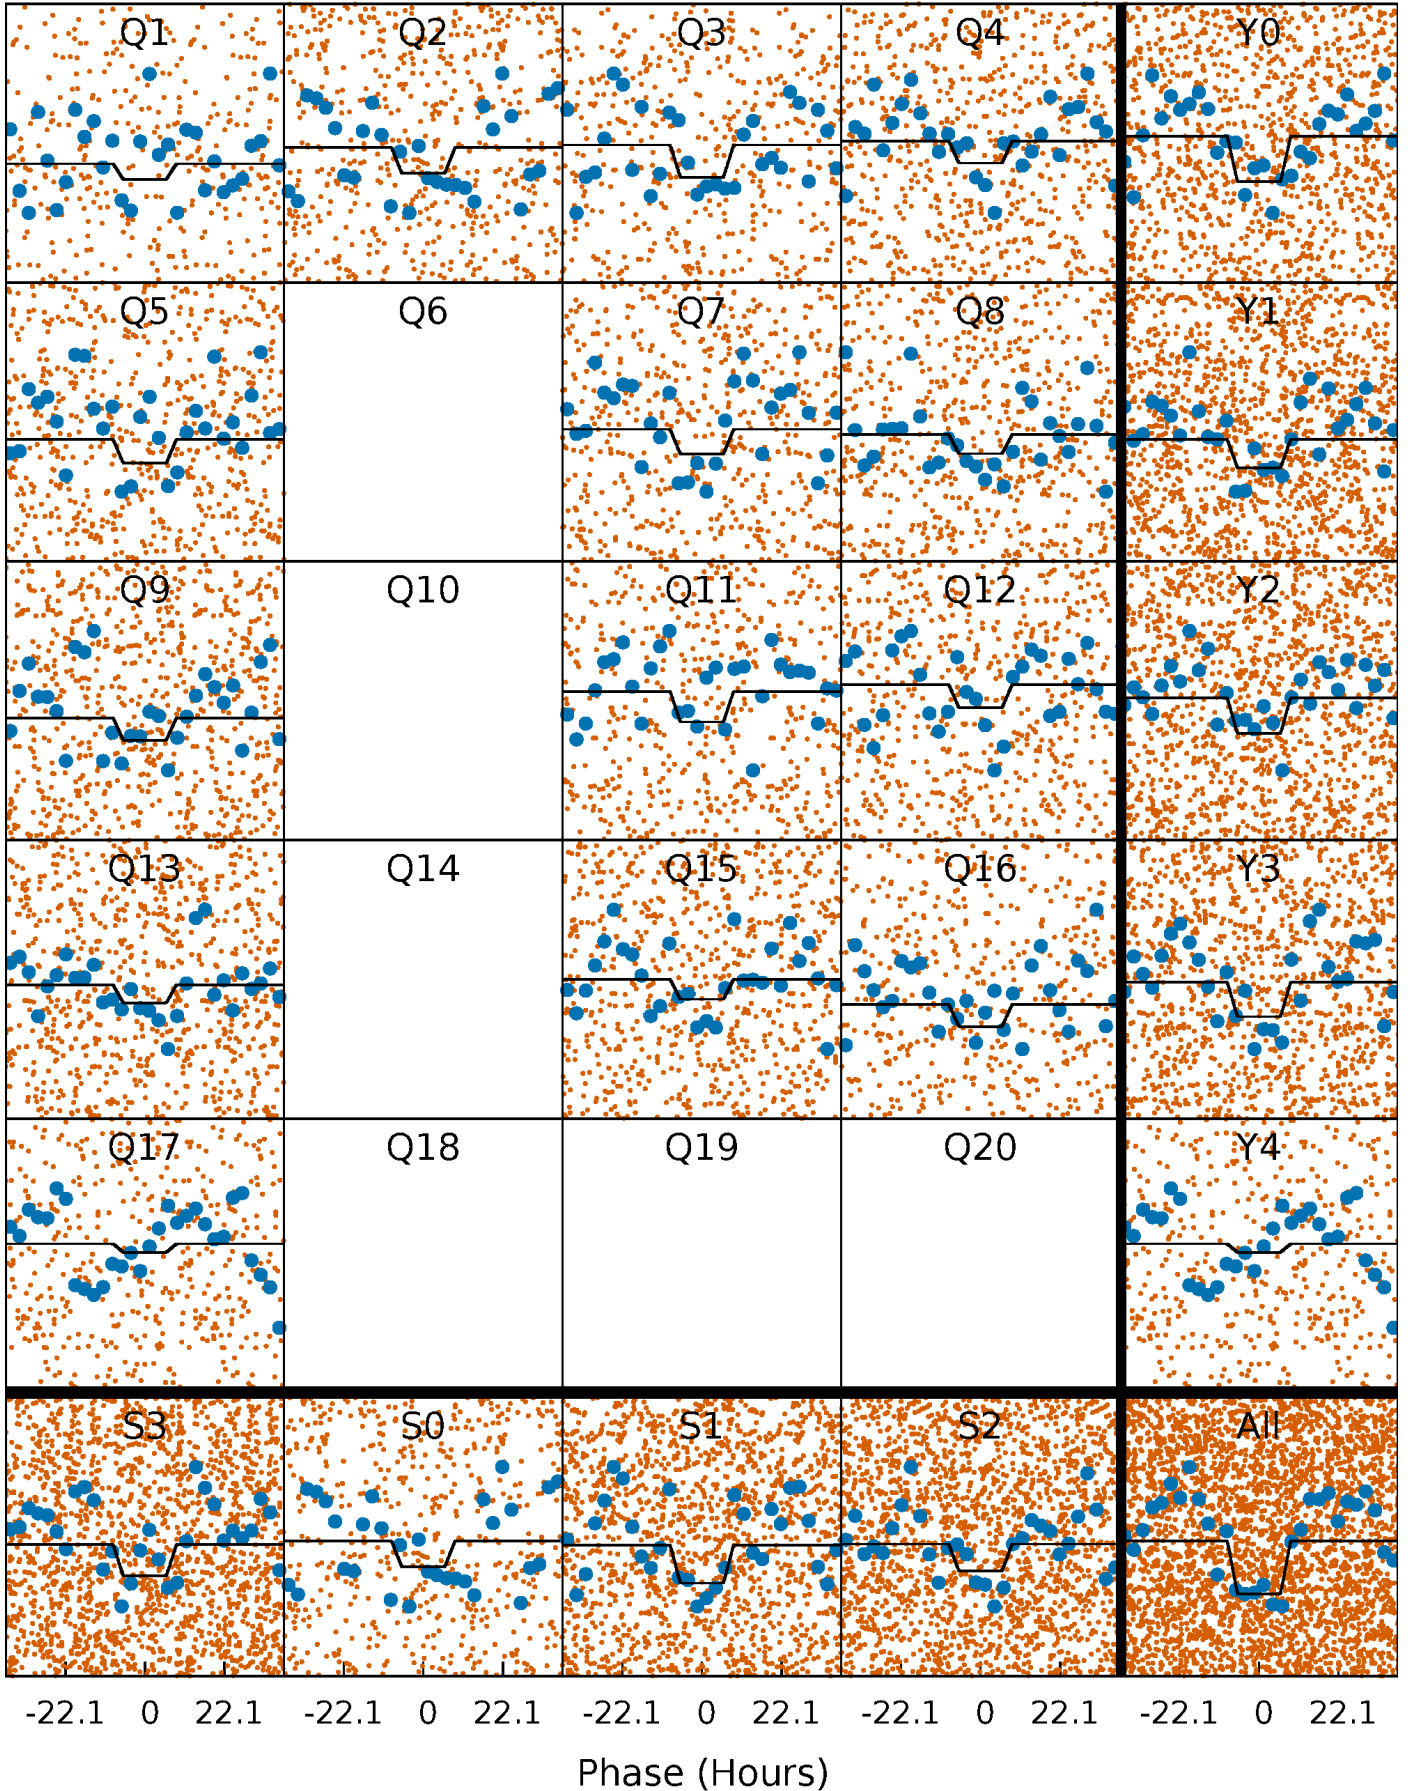 Q1 Q2 Q3 Q4 Y0
Q5 Q6 Q7 Q8 Y1
Q9 Q10 Q11 Q12 Y2
Q13 Q14 Q15 Q16 Y3
Q17 Q18 Q19 Q20 Y4
S3 S0 S1 S2 All
-22.1 0 22.1 -22.1 0 22.1 -22.1 0 22.1 -22.1 0 22.1 -22.1 0 22.1
Phase (Hours)